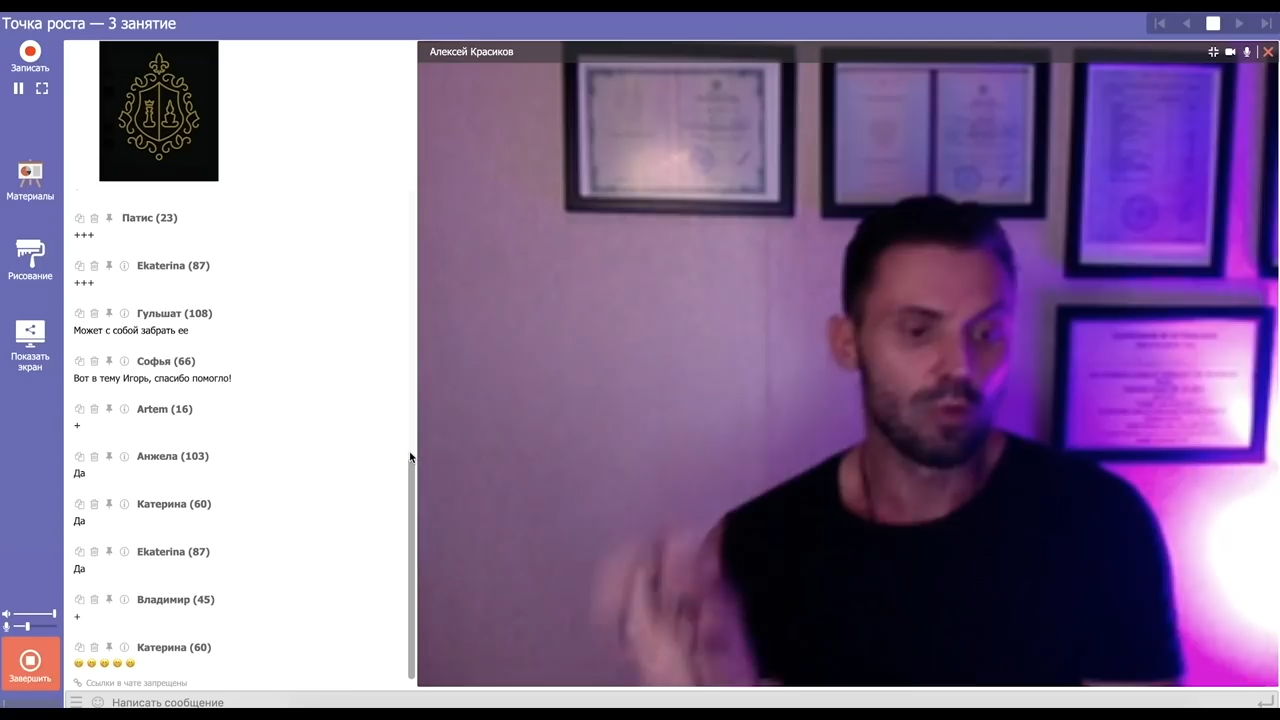 Точка роста — 3 занятие
Записать
Материалы
Рисование
Показать
экран
Завершить
Патис (23)
+++
Ekaterina (87)
+++
Гульшат (108)
Может с собой забрать ее
Софья (66)
Вот в тему Игорь, спасибо помогло!
Artem (16)
+
Анжела (103)
Да
Катерина (60)
Да
Ekaterina (87)
Да
Владимир (45)
+
Катерина (60)
Ссылки в чате запрещены
Написать сообщение
Алексей Красиков